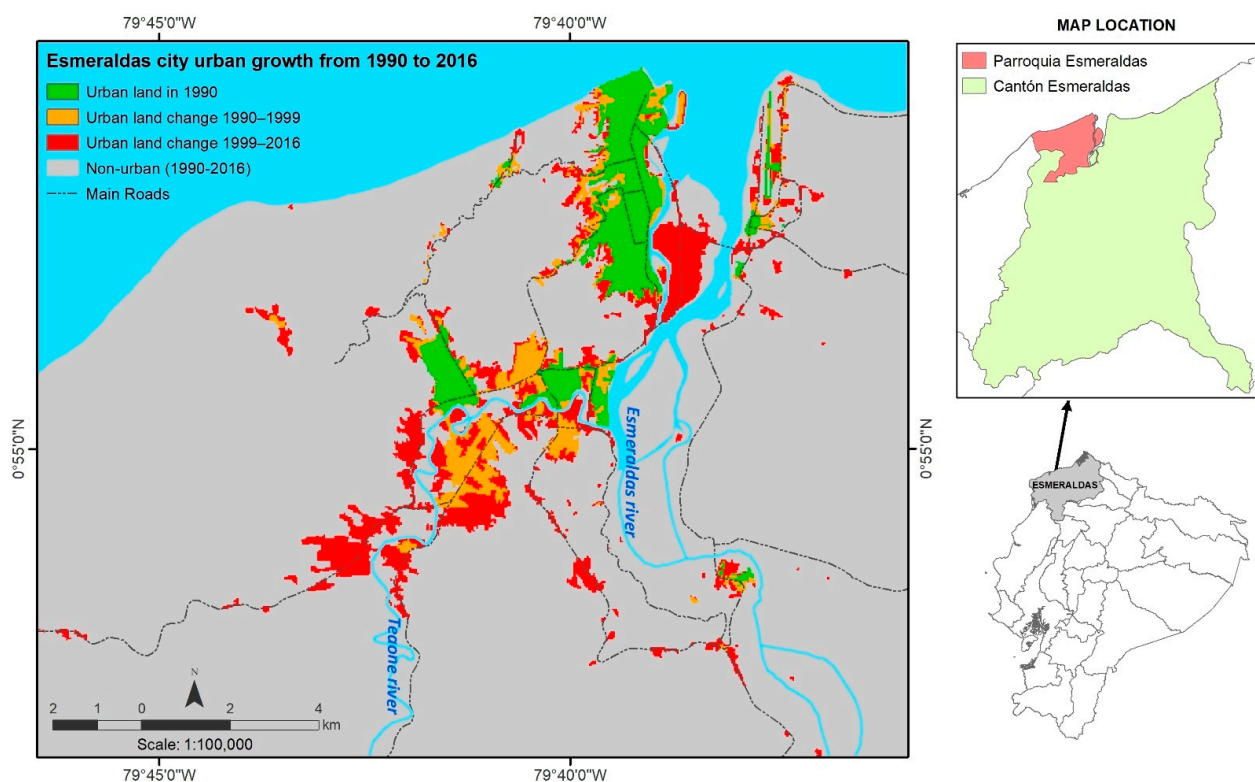 79°45'0"W
79°40'0"W
Esmeraldas city urban growth from 1990 to 2016
Urban land in 1990
Urban land change 1990–1999
Urban land change 1999–2016
Non-urban (1990-2016)
Main Roads
0°55'0"N
0°55'0"N
Esmeraldas river
Teaone river
N
2 1 0 2 4
km
Scale: 1:100,000
79°45'0"W
79°40'0"W
MAP LOCATION
Parroquia Esmeraldas
Cantón Esmeraldas
ESMERALDAS